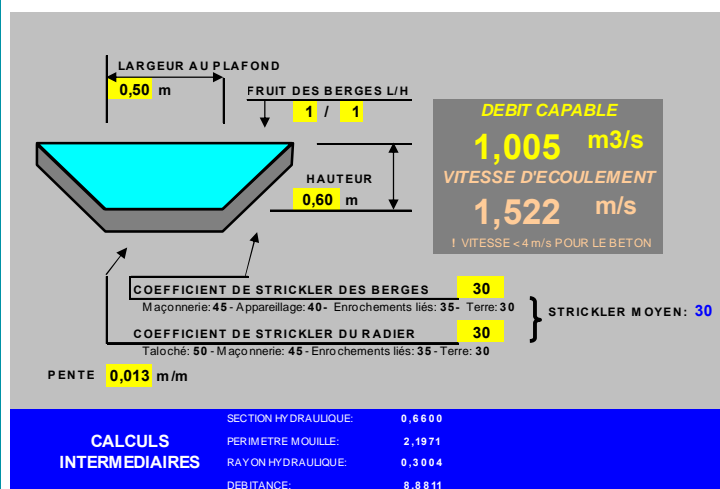 LARGEUR AU PLAFOND
0,50 m
FRUIT DES BERGES L/H
1 / 1
DEBIT CAPABLE
1,005 m3/s
VITESSE D'ECOULEMENT
1,522 m/s
! VITESSE < 4 m/s POUR LE BETON
HAUTEUR
0,60 m
COEFFICIENT DE STRICKLER DES BERGES 30
Maçonnerie: 45 - Appareillage: 40 - Enrochements liés: 35 - Terre: 30
STRICKLER MOYEN: 30
COEFFICIENT DE STRICKLER DU RADIER 30
Taloché: 50 - Maçonnerie: 45 - Enrochements liés: 35 - Terre: 30
PENTE 0,013 m/m
CALCULS INTERMEDIAIRES
SECTION HYDRAULIQUE: 0,6600
PERIMETRE MOUILLE: 2,1971
RAYON HYDRAULIQUE: 0,3004
DEBITANCE: 8,8811